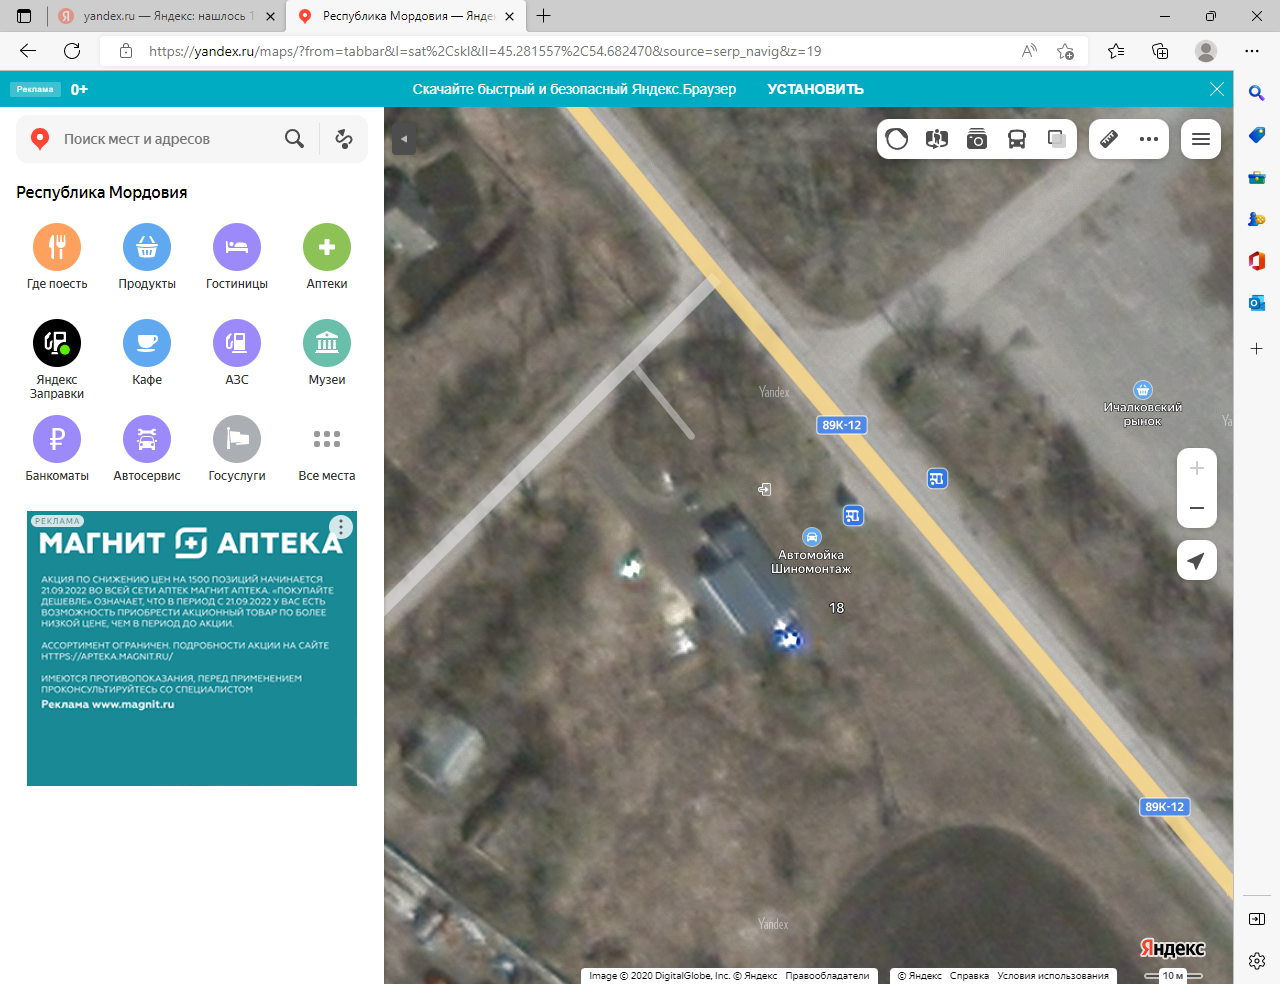 yandex.ru — Яндекс: нашлось
Республика Мордовия — Янде
https://yandex.ru/maps/?from=tabbar&l=sat%2Cskl&ll=45.281557%2C54.682470&source=serp_navig&z=19
Реклама
0+
Скачайте быстрый и безопасный Яндекс.Браузер
УСТАНОВИТЬ
Поиск мест и адресов
Республика Мордовия
Где поесть
Продукты
Гостиницы
Аптеки
Яндекс Заправки
Кафе
АЗС
Музеи
Банкоматы
Автосервис
Госуслуги
Все места
РЕКЛАМА
МАГНИТ АПТЕКА
АКЦИЯ ПО СНИЖЕНИЮ ЦЕН НА 1500 ПОЗИЦИЙ НАЧИНАЕТСЯ
21.09.2022 ВО ВСЕЙ СЕТИ АПТЕК МАГНИТ АПТЕКА. «ПОКУПАЙТЕ
ДЕШЕВЛЕ» ОЗНАЧАЕТ, ЧТО В ПЕРИОД С 21.09.2022 У ВАС ЕСТЬ
ВОЗМОЖНОСТЬ ПРИОБРЕСТИ АКЦИОННЫЙ ТОВАР ПО БОЛЕЕ
НИЗКОЙ ЦЕНЕ, ЧЕМ В ПЕРИОД ДО АКЦИИ.
АССОРТИМЕНТ ОГРАНИЧЕН. ПОДРОБНОСТИ АКЦИИ НА САЙТЕ
HTTPS://APTEKA.MAGNIT.RU/
ИМЕЮТСЯ ПРОТИВОПОКАЗАНИЯ, ПЕРЕД ПРИМЕНЕНИЕМ
ПРОКОНСУЛЬТИРУЙТЕСЬ СО СПЕЦИАЛИСТОМ
Реклама www.magnit.ru
Yandex
Ya
Ичалковский
рынок
89К-12
Автомойка
Шиномонтаж
18
89К-12
Yandex
Яндекс
Image © 2020 DigitalGlobe, Inc. © Яндекс Правообладатели
© Яндекс Справка Условия использования
10 м